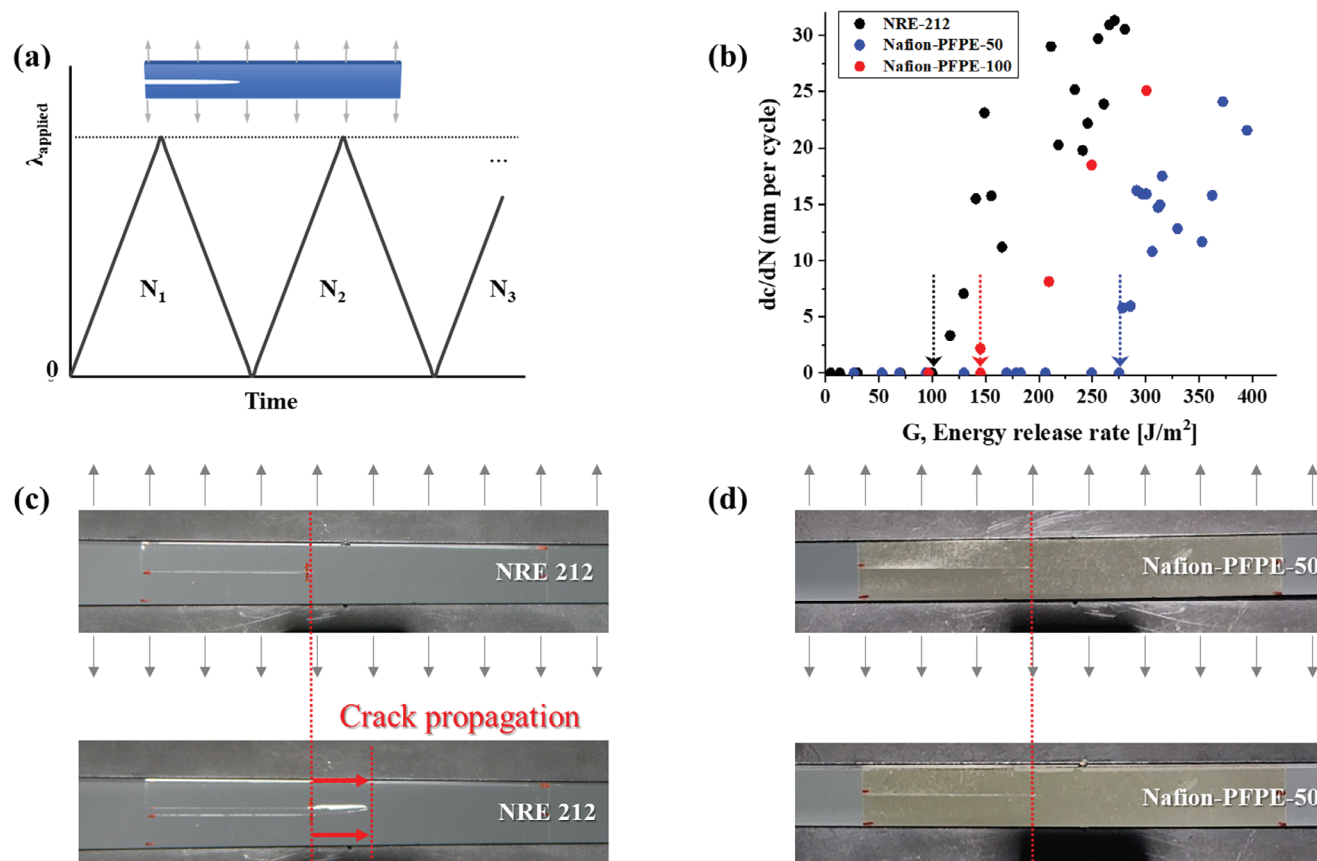 (a)
λapplied
0
N1
N2
N3
...
Time
(b)
NRE-212
Nafion-PFPE-50
Nafion-PFPE-100
dc/dN (nm per cycle)
30
25
20
15
10
5
0
0 50 100 150 200 250 300 350 400
G, Energy release rate [J/m²]
(c)
NRE 212
Crack propagation
NRE 212
(d)
Nafion-PFPE-50
Nafion-PFPE-50